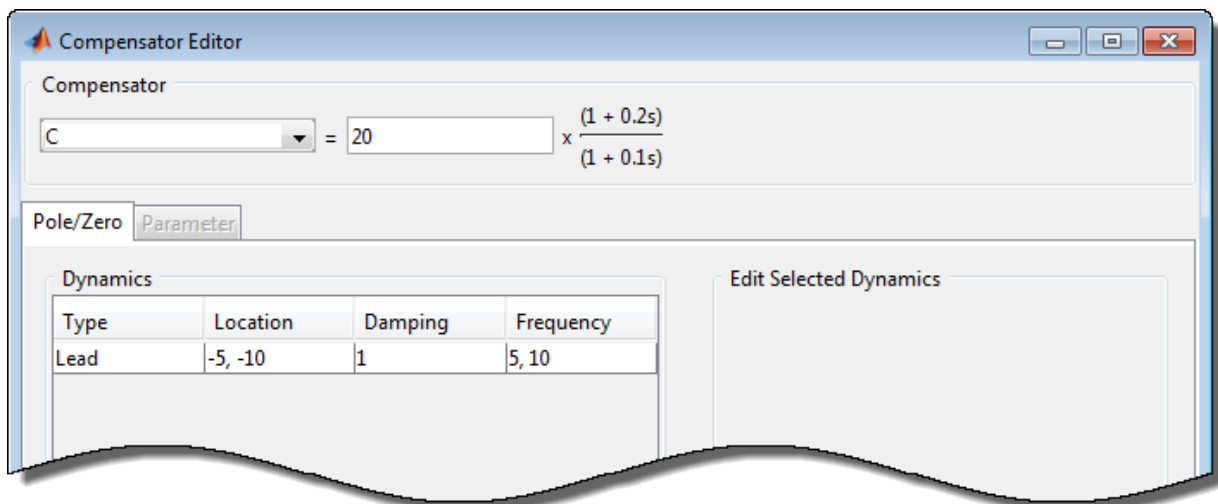 Compensator Editor
Compensator
C = 20 x (1 + 0.2s)
(1 + 0.1s)
Pole/Zero Parameter
Dynamics Edit Selected Dynamics
Type Location Damping Frequency
Lead -5, -10 1 5, 10